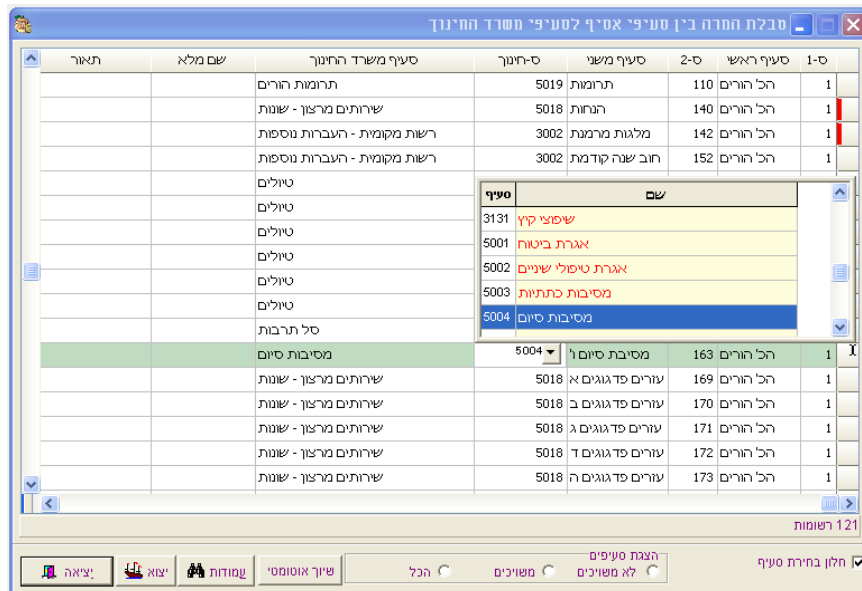 טבלת המרה בין סעיפי אסיף לסעיפי משרד החינוך
ס-1 סעיף ראשי ס-2 סעיף משני ס-חינוך סעיף משרד החינוך שם מלא תאור
1 הכ' הורים 110 תרומות 5019 תרומות הורים
1 הכ' הורים 140 הנחות 5018 שירותים מרצון - שונות
1 הכ' הורים 142 מלגות מרמנת 3002 רשות מקומית - העברות נוספות
1 הכ' הורים 152 חוב שנה קודמת 3002 רשות מקומית - העברות נוספות
טיולים
טיולים
טיולים
טיולים
טיולים
טיולים
סל תרבות
שם סעיף
שיפוצי קיץ 3131
אגרת ביטוח 5001
אגרת טיפולי שיניים 5002
מסיבות כתתיות 5003
מסיבות סיום 5004
1 הכ' הורים 163 מסיבת סיום ו' 5004 מסיבות סיום
1 הכ' הורים 169 עזרים פדגוגים א 5018 שירותים מרצון - שונות
1 הכ' הורים 170 עזרים פדגוגים ב 5018 שירותים מרצון - שונות
1 הכ' הורים 171 עזרים פדגוגים ג 5018 שירותים מרצון - שונות
1 הכ' הורים 172 עזרים פדגוגים ד 5018 שירותים מרצון - שונות
1 הכ' הורים 173 עזרים פדגוגים ה 5018 שירותים מרצון - שונות
121 רשומות
חלון בחירת סעיף
הצגת סעיפים
לא משויכים משויכים הכל
שיוך אוטומטי
עמודות
יצוא
יציאה